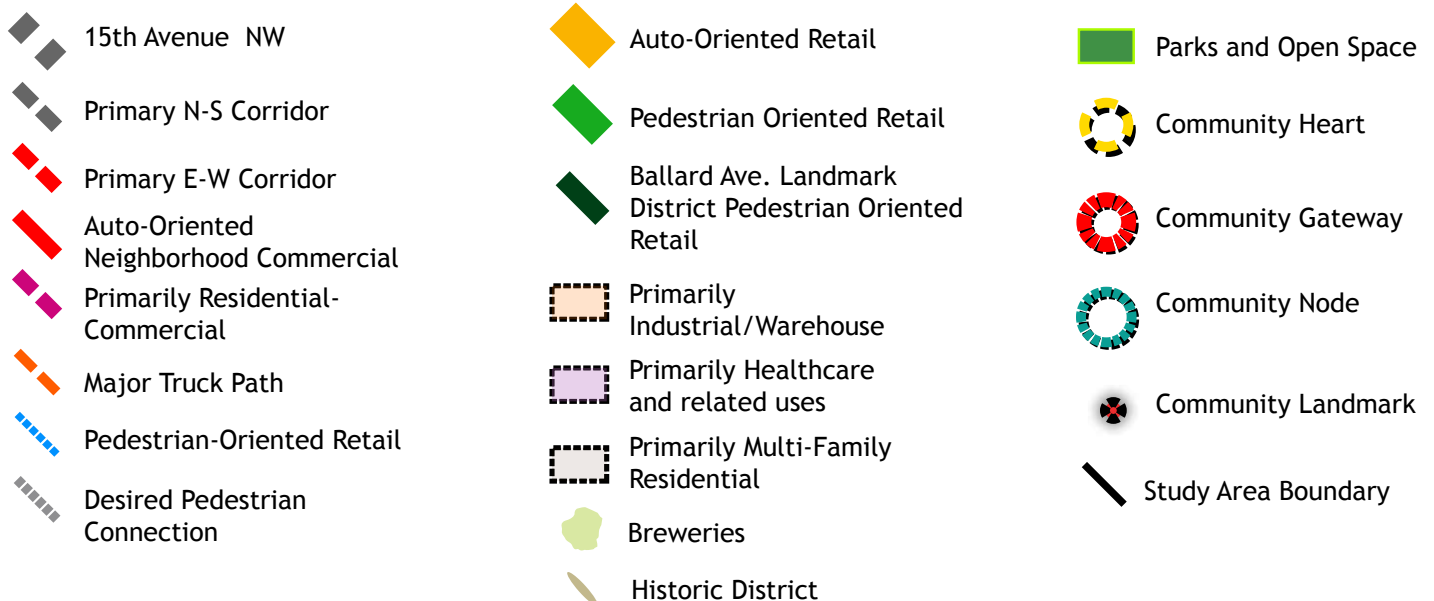 15th Avenue  NW
Primary N-S Corridor
Primary E-W Corridor
Auto-Oriented
Neighborhood Commercial
Primarily Residential-
Commercial
Major Truck Path
Pedestrian-Oriented Retail
Desired Pedestrian
Connection
Auto-Oriented Retail
Pedestrian Oriented Retail
Ballard Ave. Landmark
District Pedestrian Oriented
Retail
Primarily
Industrial/Warehouse
Primarily Healthcare
and related uses
Primarily Multi-Family
Residential
Breweries
Historic District
Parks and Open Space
Community Heart
Community Gateway
Community Node
Community Landmark
Study Area Boundary